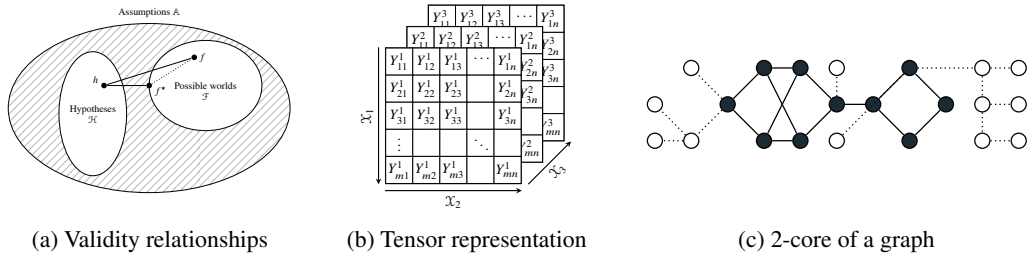 Assumptions 𝔸
f
h
f⋆
Possible worlds
ℱ
Hypotheses
ℋ
Y³₁₁ Y³₁₂ Y³₁₃ ⋯ Y³₁ₙ
Y²₁₁ Y²₁₂ Y²₁₃ ⋯ Y²₁ₙ Y³₂ₙ
Y¹₁₁ Y¹₁₂ Y¹₁₃ ⋯ Y¹₁ₙ Y²₂ₙ Y³₃ₙ
Y¹₂₁ Y¹₂₂ Y¹₂₃ Y¹₂ₙ Y²₃ₙ
Y¹₃₁ Y¹₃₂ Y¹₃₃ Y¹₃ₙ Y³ₘₙ
⋮ ⋱ Y²ₘₙ
Y¹ₘ₁ Y¹ₘ₂ Y¹ₘ₃ Y¹ₘₙ
𝒳₁
𝒳₂
𝒳₃
(a) Validity relationships
(b) Tensor representation
(c) 2-core of a graph